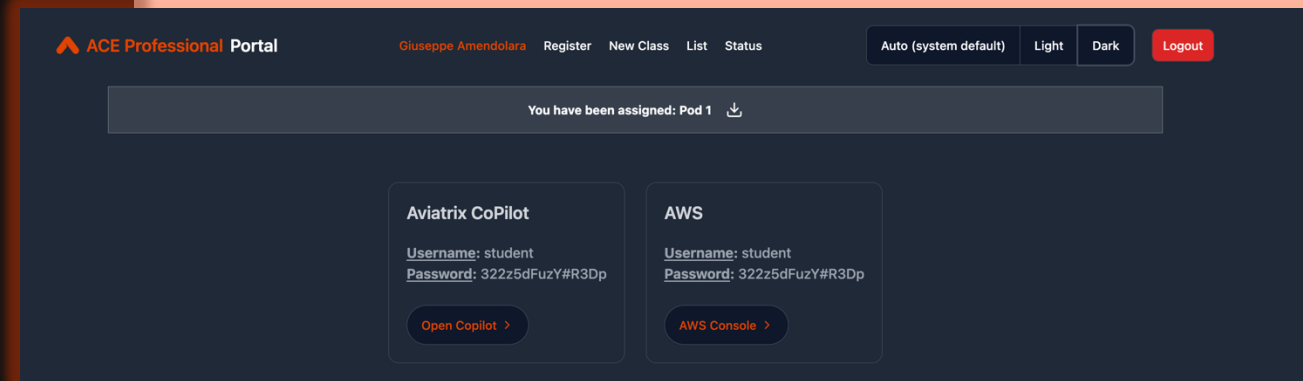 ACE Professional Portal
Giuseppe Amendolara Register New Class List Status
Auto (system default) Light Dark
Logout
You have been assigned: Pod 1
Aviatrix CoPilot
Username: student
Password: 322z5dFuzY#R3Dp
Open Copilot >
AWS
Username: student
Password: 322z5dFuzY#R3Dp
AWS Console >